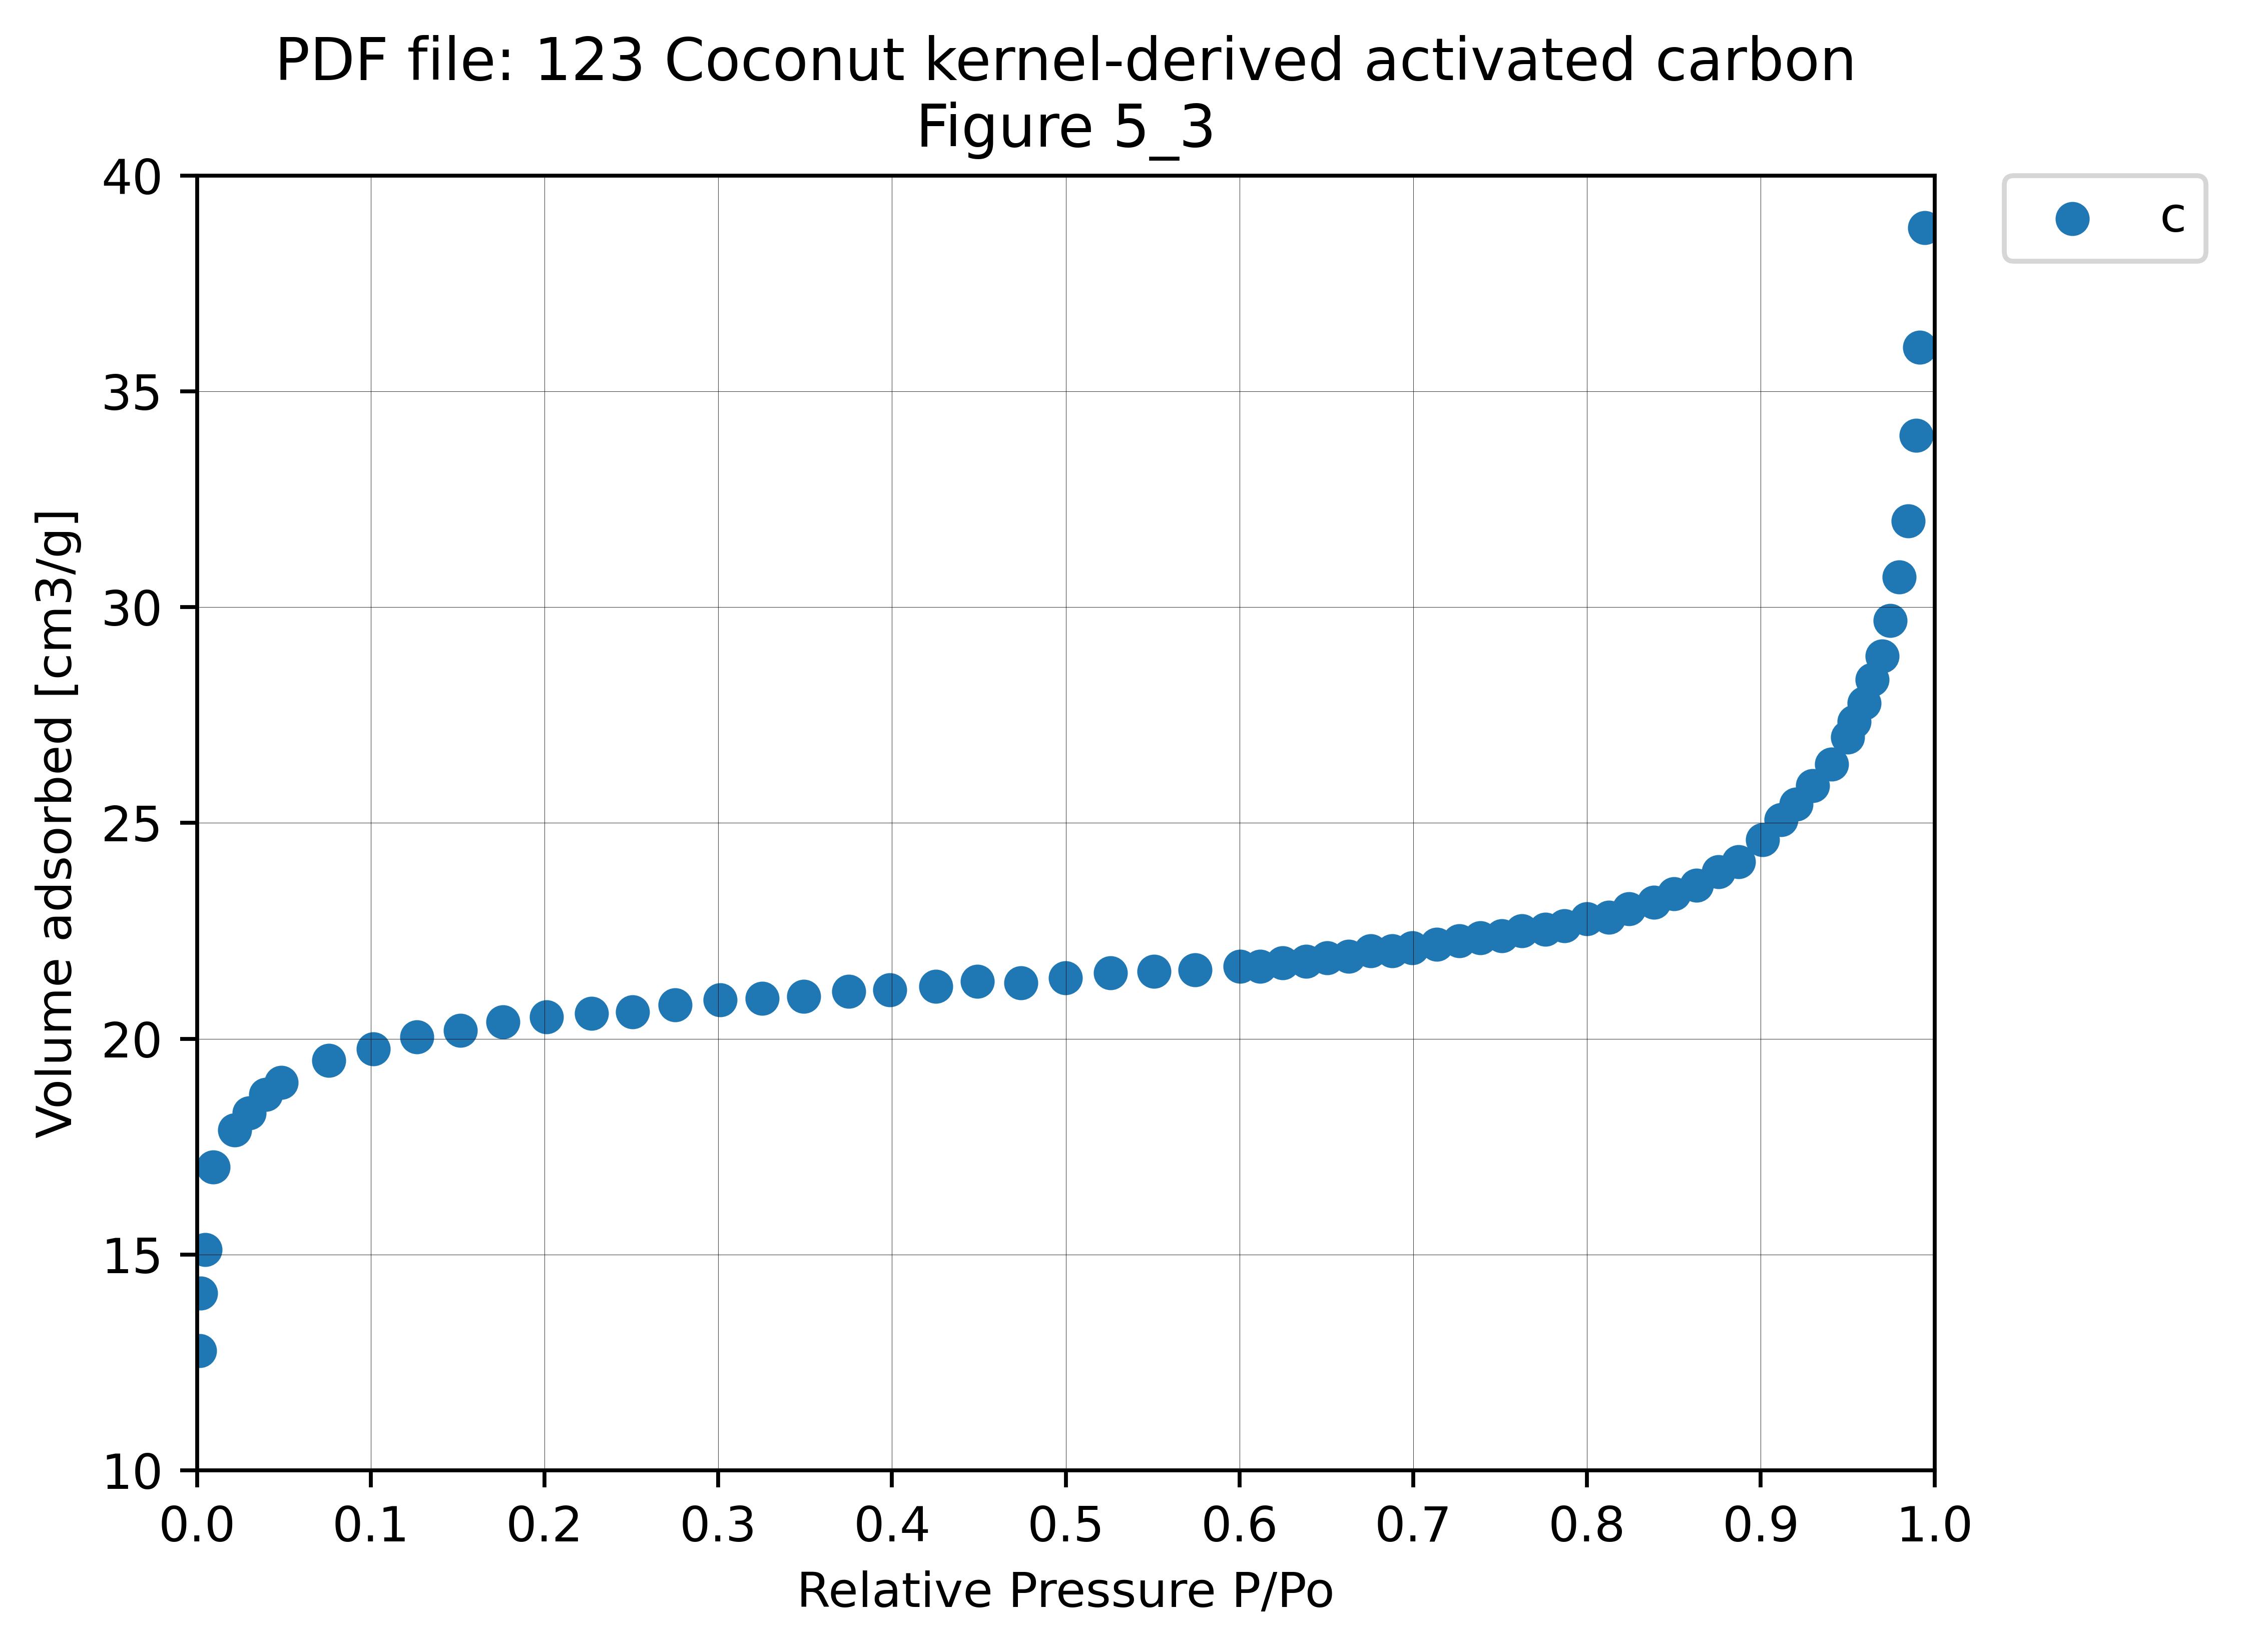 PDF file: 123 Coconut kernel-derived activated carbon
Figure 5_3
c
40
35
30
25
20
15
10
Volume adsorbed [cm3/g]
0.0 0.1 0.2 0.3 0.4 0.5 0.6 0.7 0.8 0.9 1.0
Relative Pressure P/Po